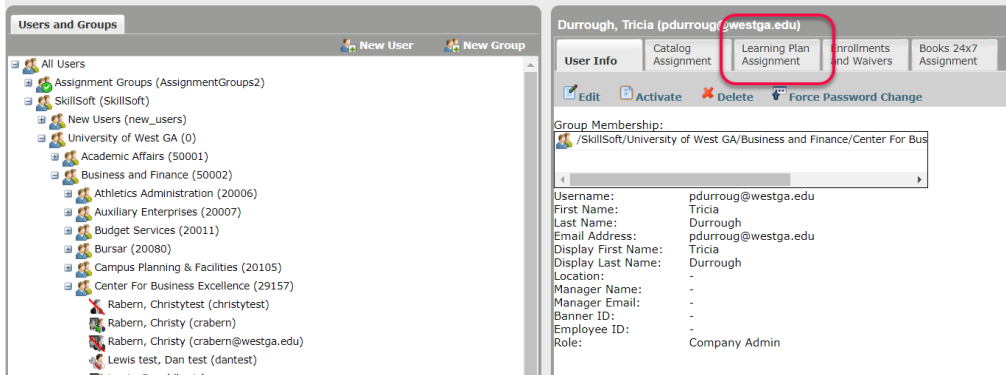 Users and Groups
New User New Group
All Users
Assignment Groups (AssignmentGroups2)
SkillSoft (SkillSoft)
New Users (new_users)
University of West GA (0)
Academic Affairs (50001)
Business and Finance (50002)
Athletics Administration (20006)
Auxiliary Enterprises (20007)
Budget Services (20011)
Bursar (20080)
Campus Planning & Facilities (20105)
Center For Business Excellence (29157)
Rabern, Christytest (christytest)
Rabern, Christy (crabern)
Rabern, Christy (crabern@westga.edu)
Lewis test, Dan test (dantest)
Durrough, Tricia (pdurroug@westga.edu)
User Info
Catalog
Assignment
Learning Plan
Assignment
Enrollments
and Waivers
Books 24x7
Assignment
Edit Activate Delete Force Password Change
Group Membership:
/SkillSoft/University of West GA/Business and Finance/Center For Bus
Username: pdurroug@westga.edu
First Name: Tricia
Last Name: Durrough
Email Address: pdurroug@westga.edu
Display First Name: Tricia
Display Last Name: Durrough
Location: -
Manager Name: -
Manager Email: -
Banner ID: -
Employee ID: -
Role: Company Admin